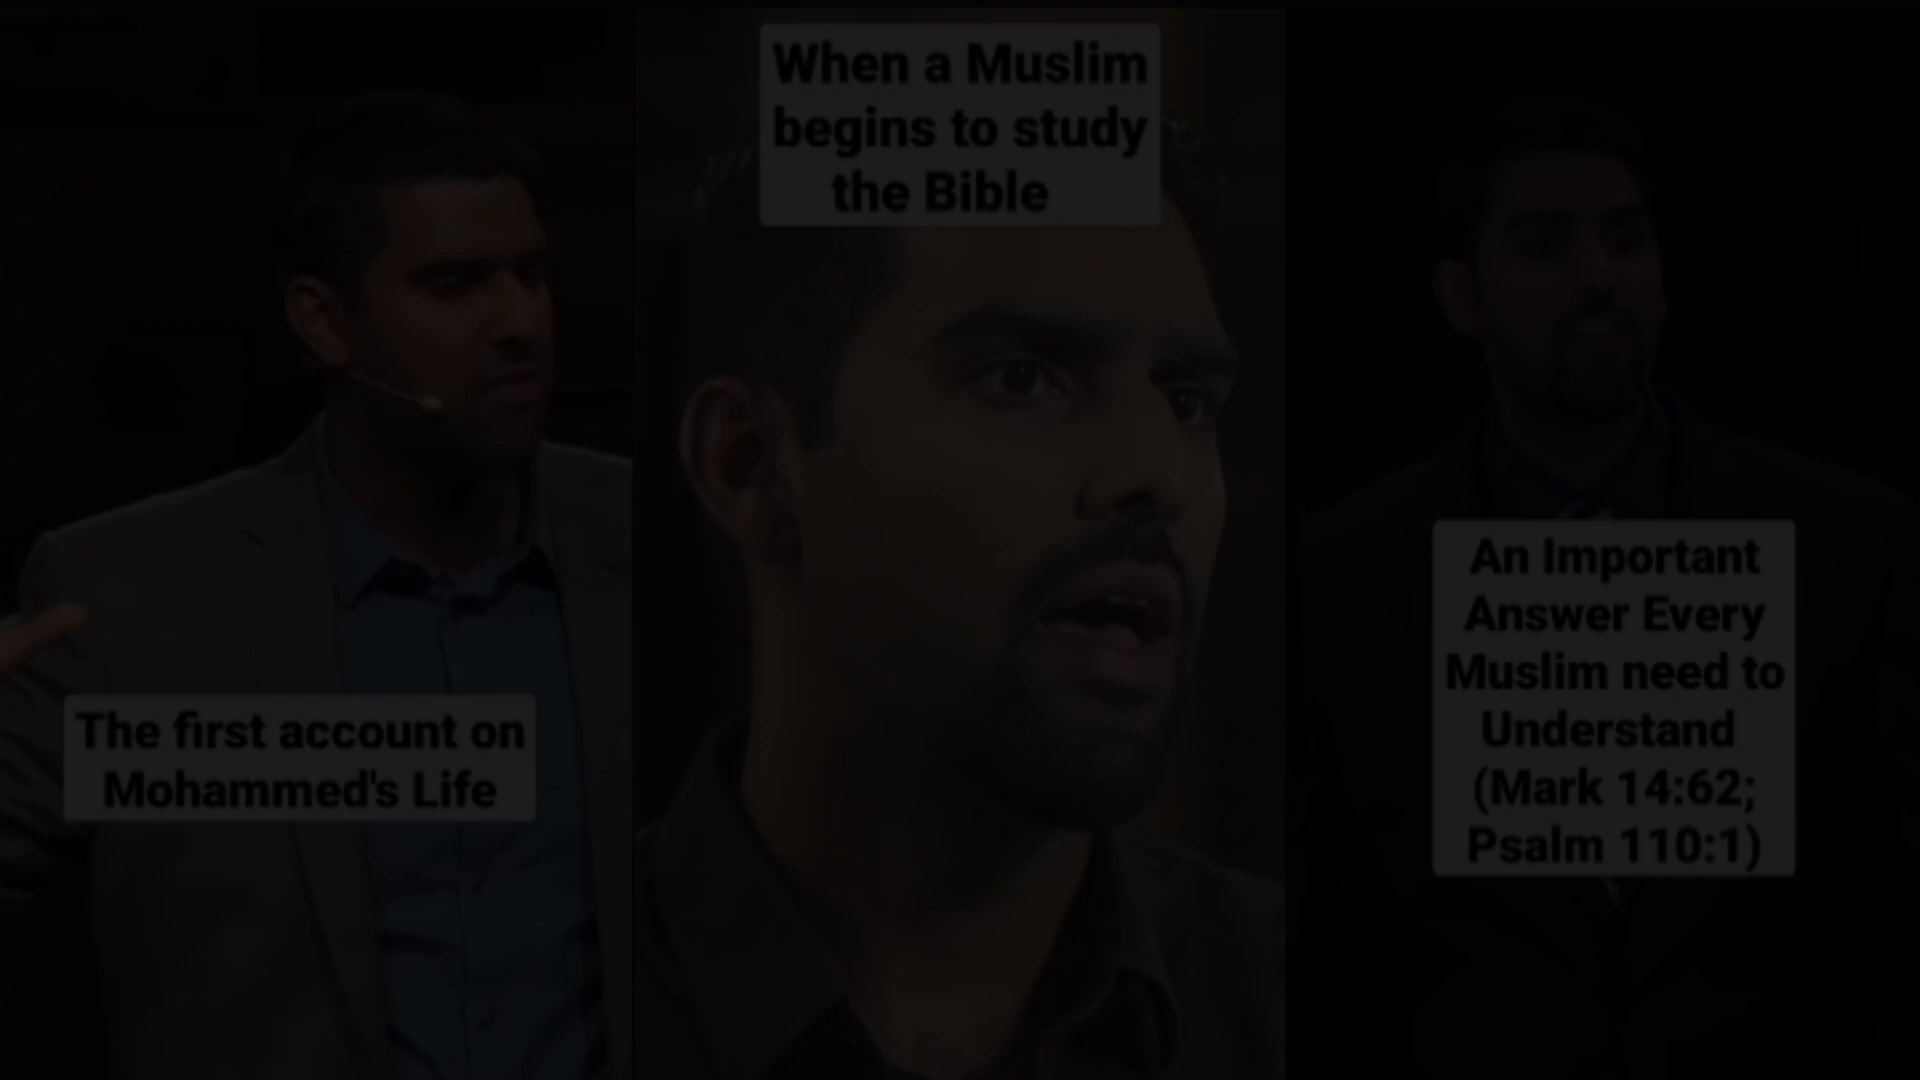 The first account on
Mohammed's Life
When a Muslim
begins to study
the Bible
An Important
Answer Every
Muslim need to
Understand
(Mark 14:62;
Psalm 110:1)